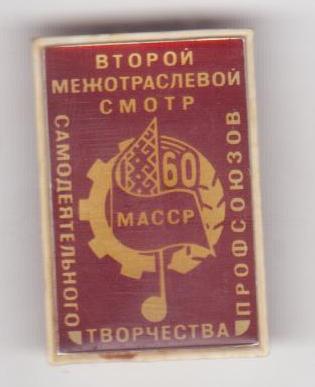 ВТОРОЙ
МЕЖОТРАСЛЕВОЙ
СМОТР
САМОДЕЯТЕЛЬНОГО
ТВОРЧЕСТВА
ПРОФСОЮЗОВ
60
МАССР